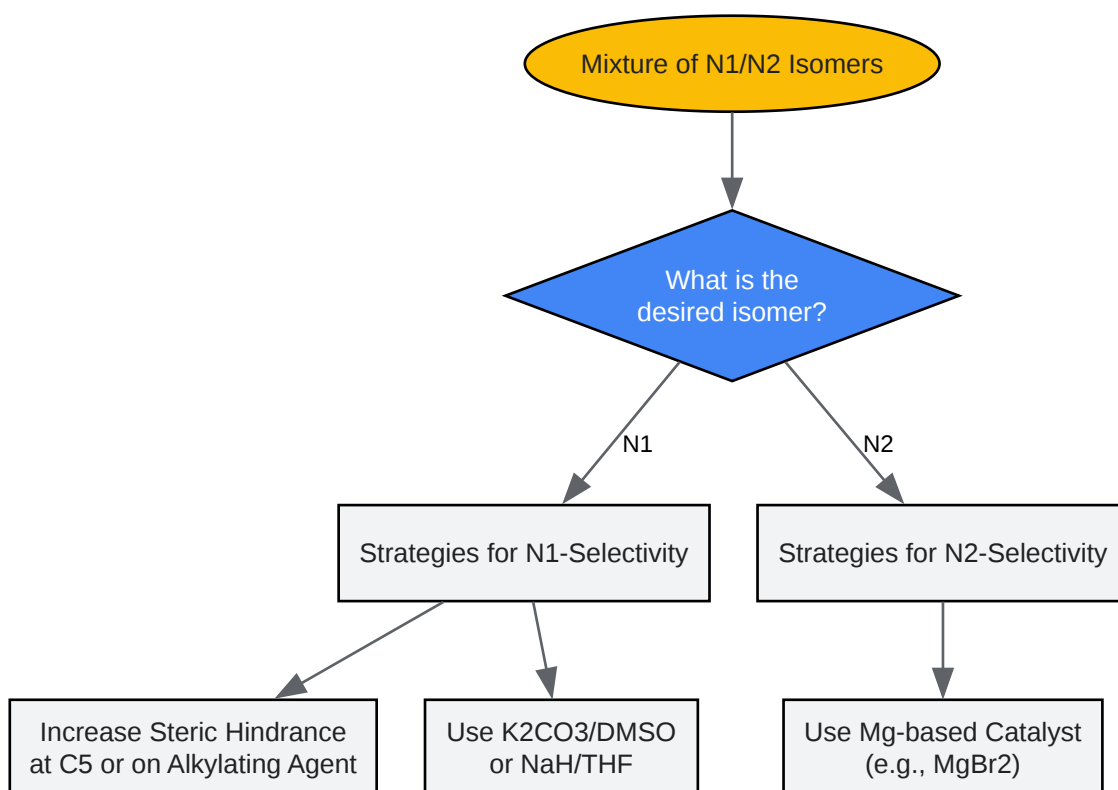 Mixture of N1/N2 Isomers
What is the
desired isomer?
N1
N2
Strategies for N1-Selectivity
Strategies for N2-Selectivity
Increase Steric Hindrance
at C5 or on Alkylating Agent
Use K2CO3/DMSO
or NaH/THF
Use Mg-based Catalyst
(e.g., MgBr2)